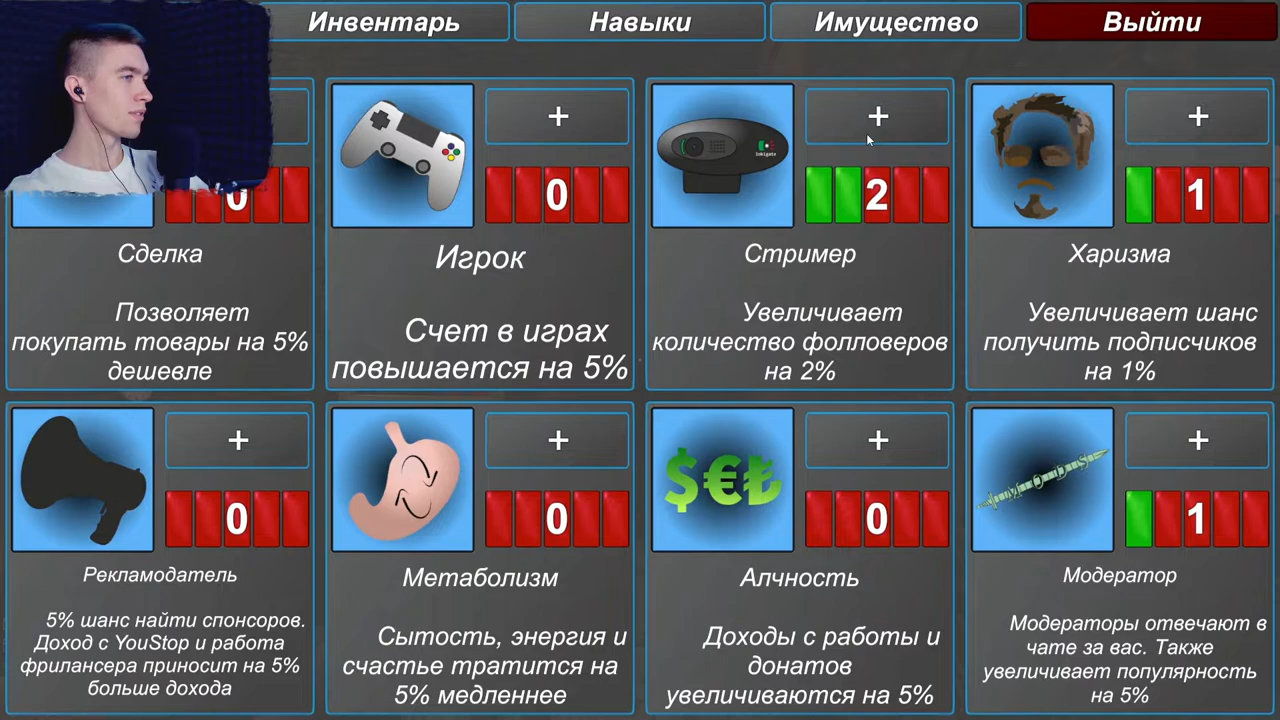 Инвентарь
Навыки
Имущество
Выйти
0
Сделка
Позволяет
покупать товары на 5%
дешевле
+
0
Игрок
Счет в играх
повышается на 5%
+
2
Стример
Увеличивает
количество фолловеров
на 2%
+
1
Харизма
Увеличивает шанс
получить подписчиков
на 1%
+
0
Рекламодатель
5% шанс найти спонсоров.
Доход с YouStop и работа
фрилансера приносит на 5%
больше дохода
+
0
Метаболизм
Сытость, энергия и
счастье тратится на
5% медленнее
$€₺
+
0
Алчность
Доходы с работы и
донатов
увеличиваются на 5%
MODS
+
1
Модератор
Модераторы отвечают в
чате за вас. Также
увеличивает популярность
на 5%